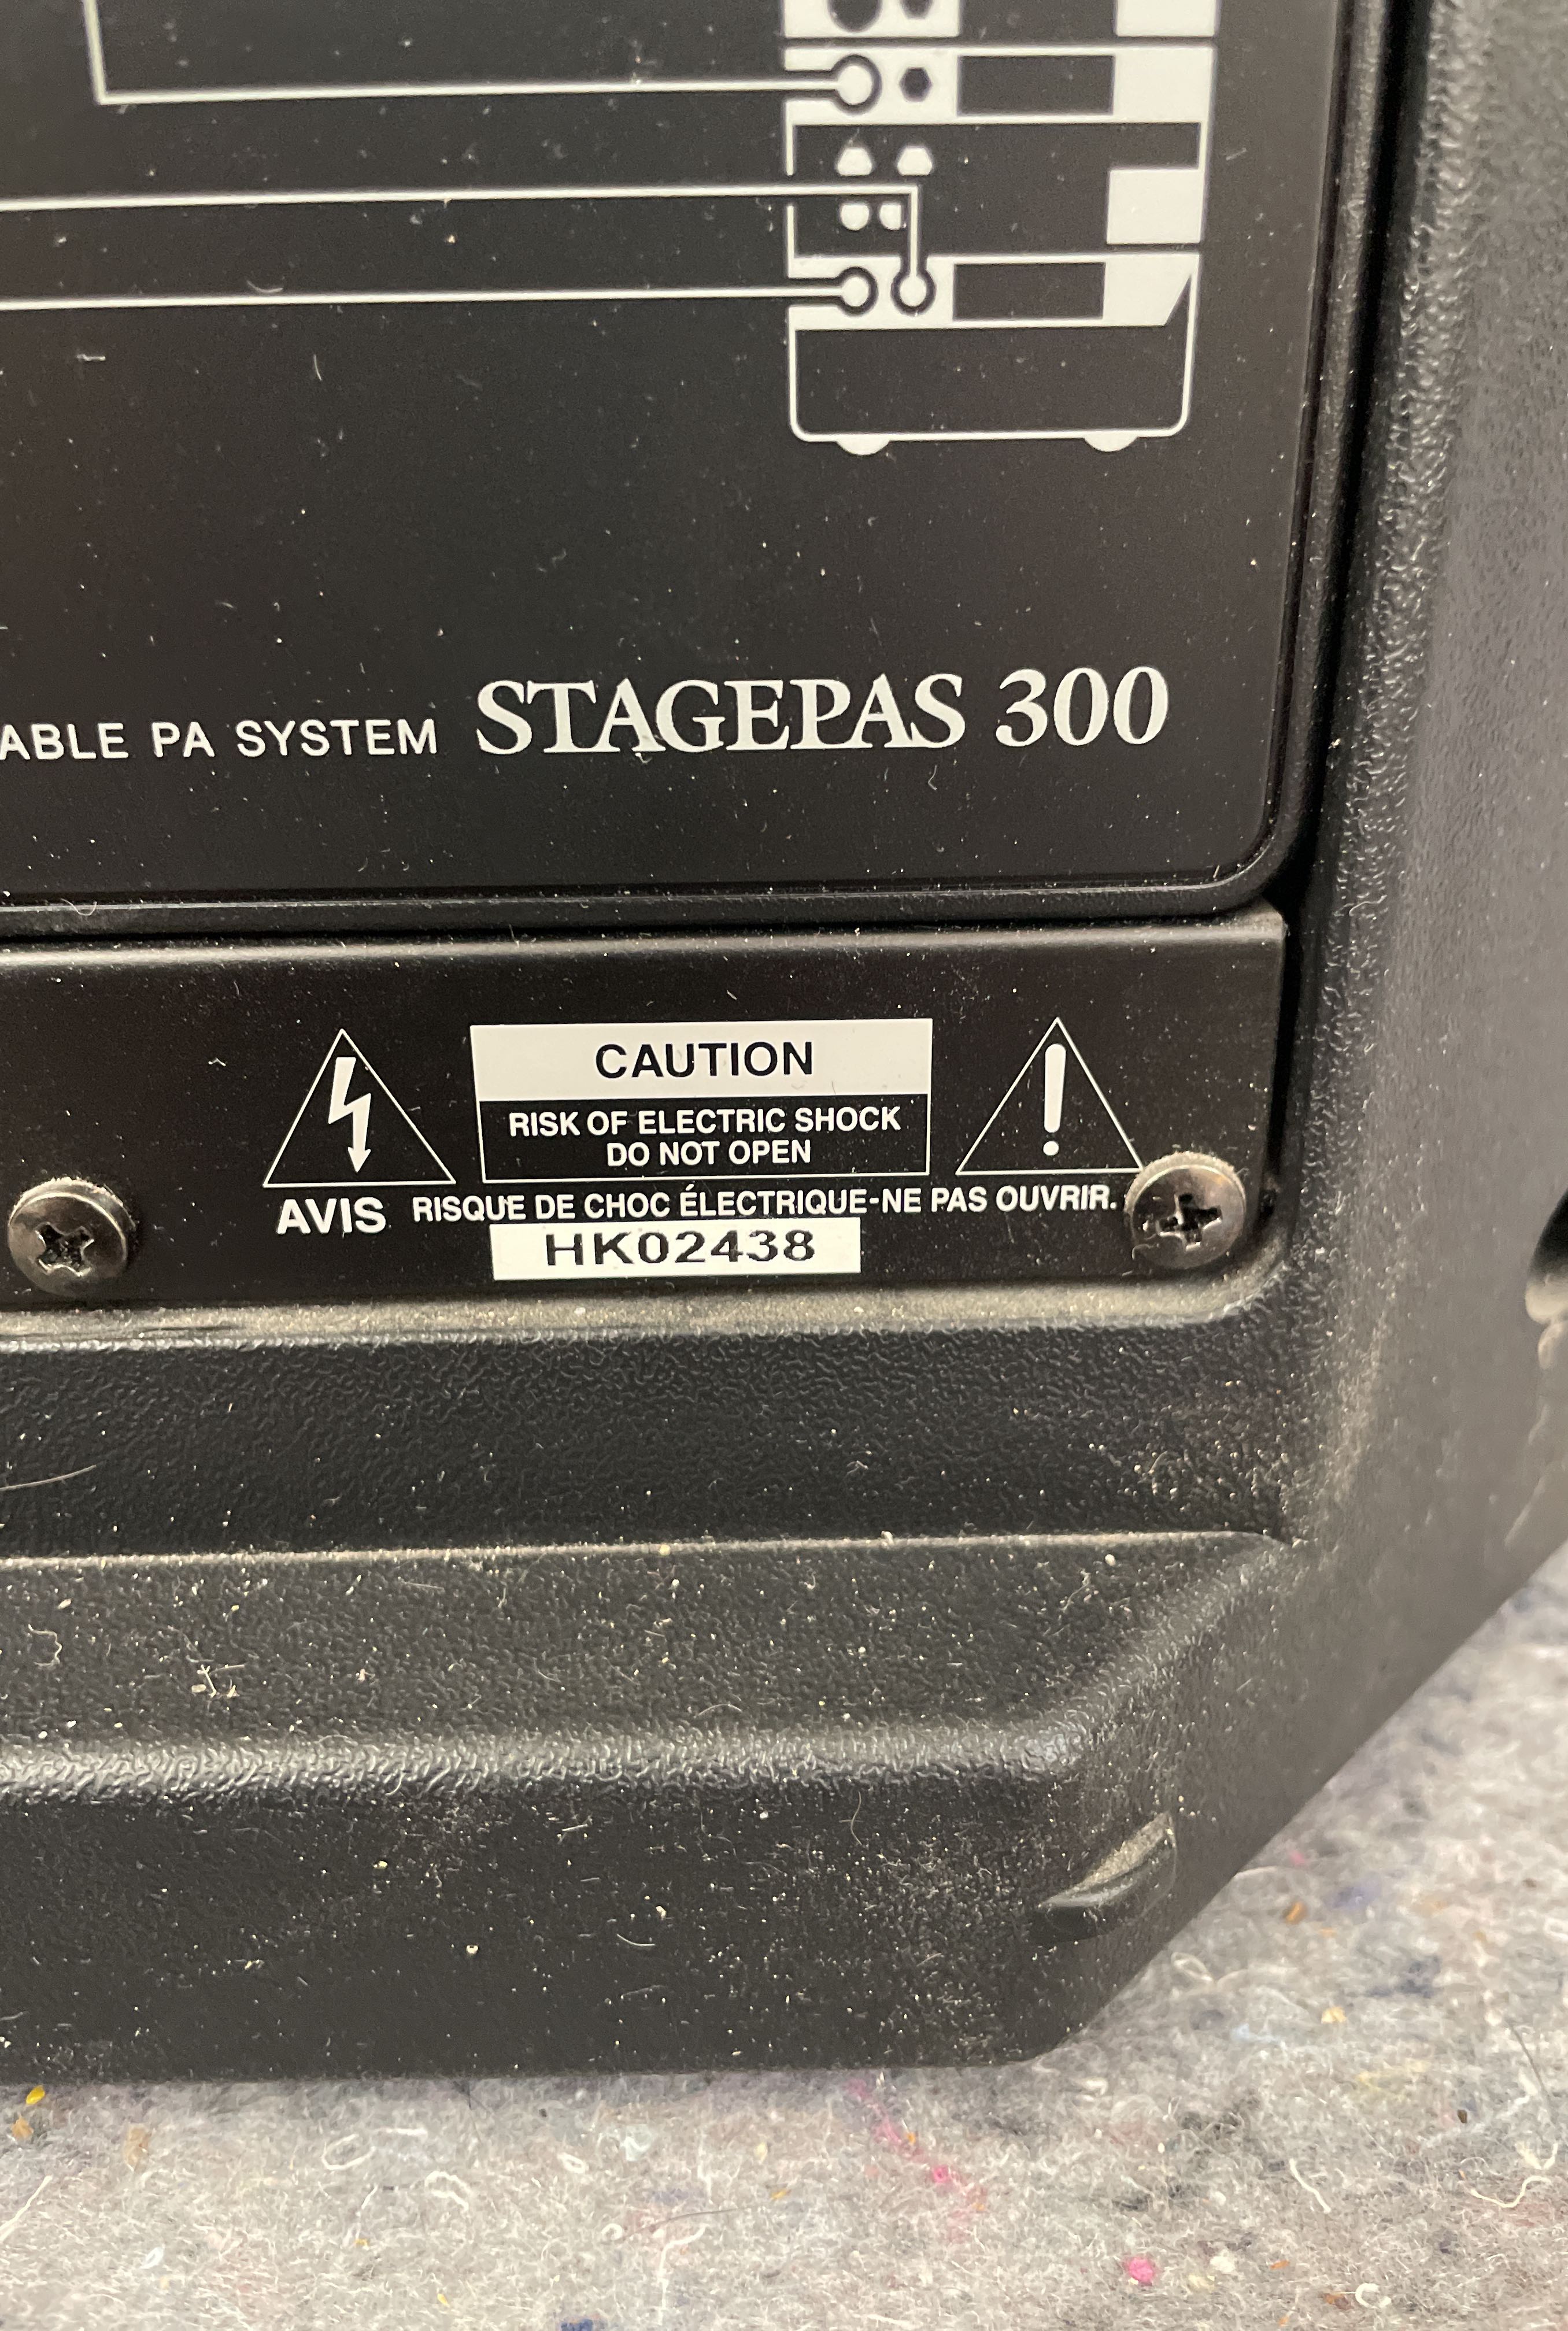 ABLE PA SYSTEM STAGEPAS 300
CAUTION
RISK OF ELECTRIC SHOCK
DO NOT OPEN
AVIS RISQUE DE CHOC ÉLECTRIQUE-NE PAS OUVRIR.
HK02438